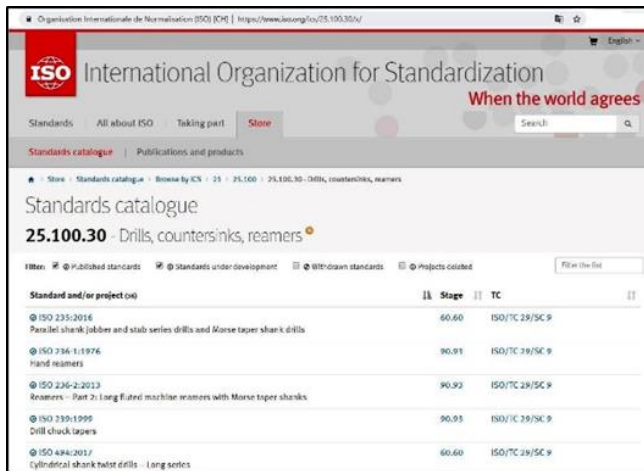 Organisation Internationale de Normalisation (ISO) [CH] | https://www.iso.org/ics/25.100.30/x/
English
ISO International Organization for Standardization
When the world agrees
Standards All about ISO Taking part Store
Search
Standards catalogue | Publications and products
Store Standards catalogue Browse by ICS 25 25.100 25.100.30 - Drills, countersinks, reamers
Standards catalogue
25.100.30 - Drills, countersinks, reamers
Filter: Published standards Standards under development Withdrawn standards Projects deleted Filter the list
Standard and/or project Stage TC
ISO 235:2016 60.60 ISO/TC 29/SC 9
Parallel shank jobber and stub series drills and Morse taper shank drills
ISO 236-1:1976 90.93 ISO/TC 29/SC 9
Hand reamers
ISO 236-2:2013 90.93 ISO/TC 29/SC 9
Reamers – Part 2: Long fluted machine reamers with Morse taper shanks
ISO 239:1999 90.93 ISO/TC 29/SC 9
Drill chuck tapers
ISO 494:2017 60.60 ISO/TC 29/SC 9
Cylindrical shank twist drills – Long series